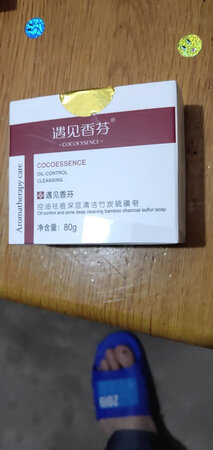 遇见香芬®
-COCOESSENCE-
Aromatherapy care
COCOESSENCE
OIL-CONTROL
CLEANSING
遇见香芬
控油祛痘深层清洁竹炭硫磺皂
Oil-control and acne deep cleaning bamboo charcoal sulfur soap
净含量：80g
2019